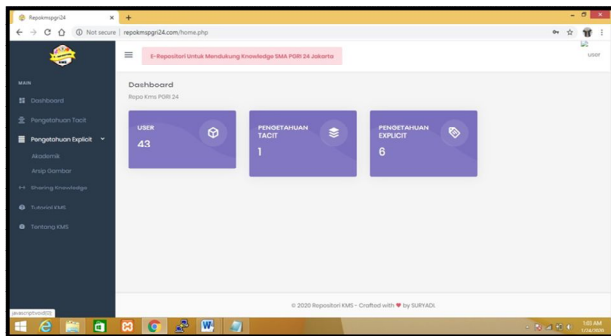 Repokmspgri24
Not secure | repokmspgri24.com/home.php
E-Repositori Untuk Mendukung Knowledge SMA PGRI 24 Jakarta
user
MAIN
Dashboard
Pengetahuan Tacit
Pengetahuan Explicit
Akademik
Arsip Gambar
Sharing Knowledge
Tutorial KMS
Tentang KMS
Dashboard
Repo Kms PGRI 24
USER
43
PENGETAHUAN
TACIT
1
PENGETAHUAN
EXPLICIT
6
© 2020 Repositori KMS - Crafted with ❤ by SURYADI.
javascript:void(0);